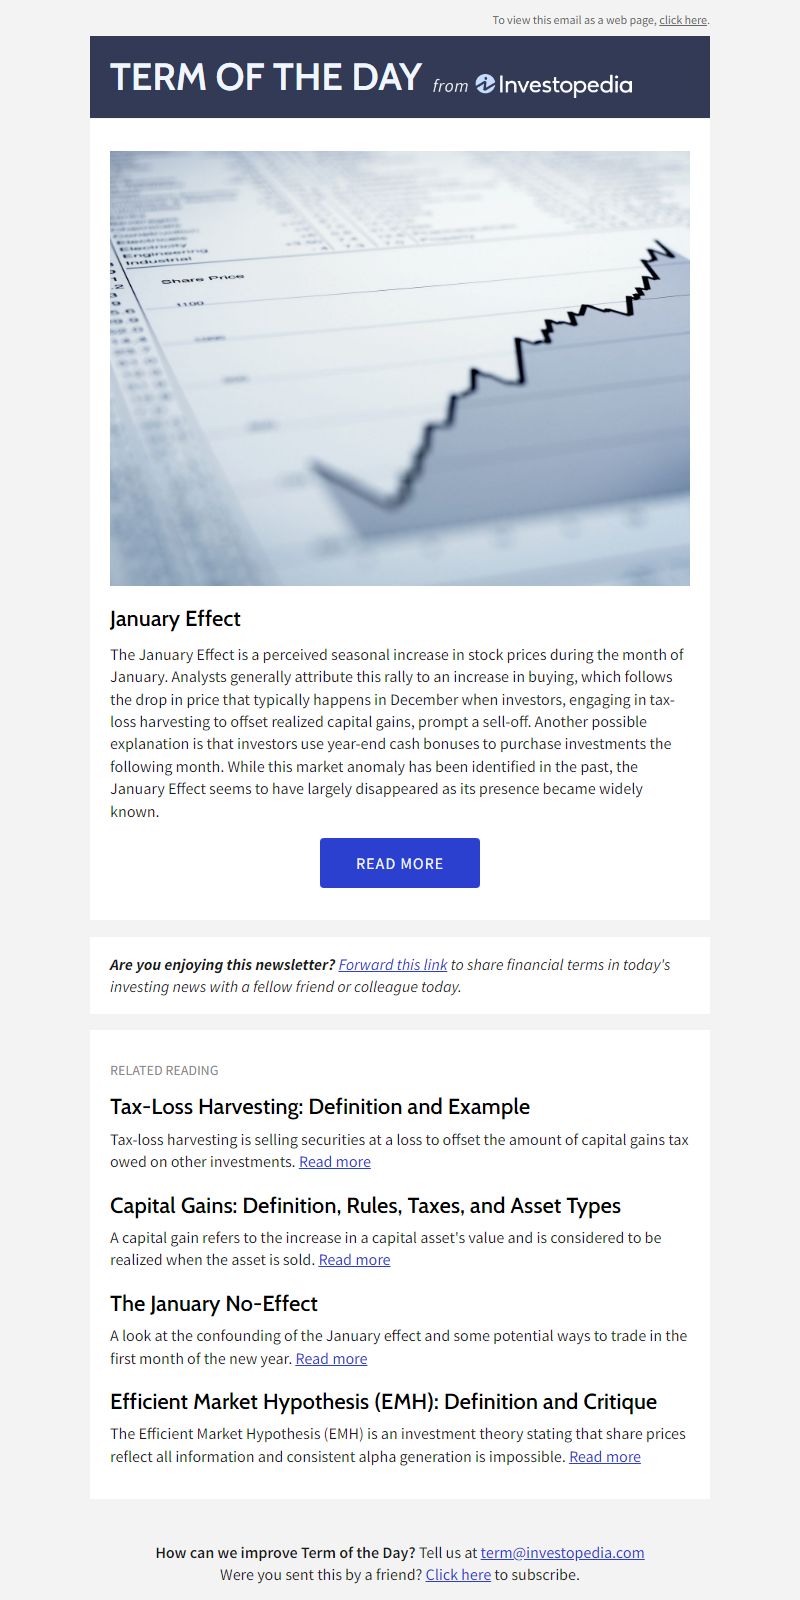 To view this email as a web page, click here.
TERM OF THE DAY from Investopedia
Engineering
Industrial
Share Price
1100
January Effect
The January Effect is a perceived seasonal increase in stock prices during the month of
January. Analysts generally attribute this rally to an increase in buying, which follows
the drop in price that typically happens in December when investors, engaging in tax-
loss harvesting to offset realized capital gains, prompt a sell-off. Another possible
explanation is that investors use year-end cash bonuses to purchase investments the
following month. While this market anomaly has been identified in the past, the
January Effect seems to have largely disappeared as its presence became widely
known.
READ MORE
Are you enjoying this newsletter? Forward this link to share financial terms in today's
investing news with a fellow friend or colleague today.
RELATED READING
Tax-Loss Harvesting: Definition and Example
Tax-loss harvesting is selling securities at a loss to offset the amount of capital gains tax
owed on other investments. Read more
Capital Gains: Definition, Rules, Taxes, and Asset Types
A capital gain refers to the increase in a capital asset's value and is considered to be
realized when the asset is sold. Read more
The January No-Effect
A look at the confounding of the January effect and some potential ways to trade in the
first month of the new year. Read more
Efficient Market Hypothesis (EMH): Definition and Critique
The Efficient Market Hypothesis (EMH) is an investment theory stating that share prices
reflect all information and consistent alpha generation is impossible. Read more
How can we improve Term of the Day? Tell us at term@investopedia.com
Were you sent this by a friend? Click here to subscribe.